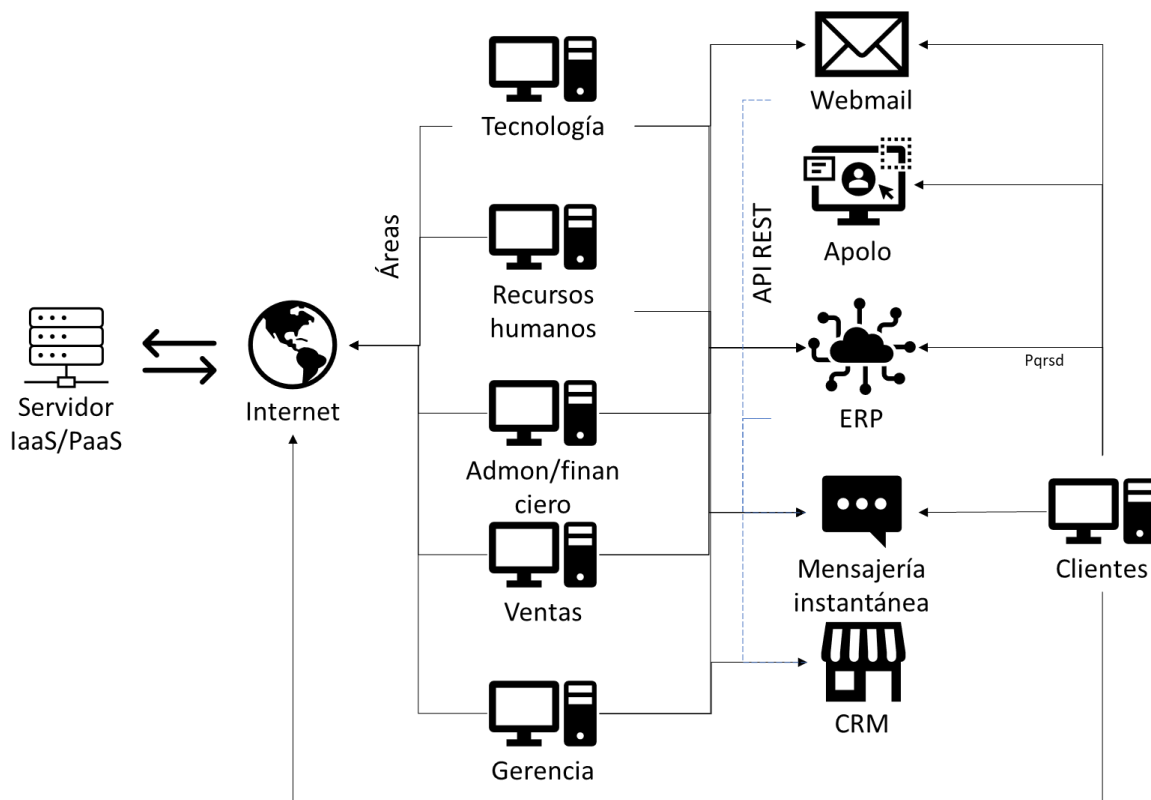 Servidor
IaaS/PaaS
Internet
Áreas
Tecnología
Recursos
humanos
Admon/finan
ciero
Ventas
Gerencia
API REST
Webmail
Apolo
ERP
Mensajería
instantánea
CRM
Pqrsd
Clientes